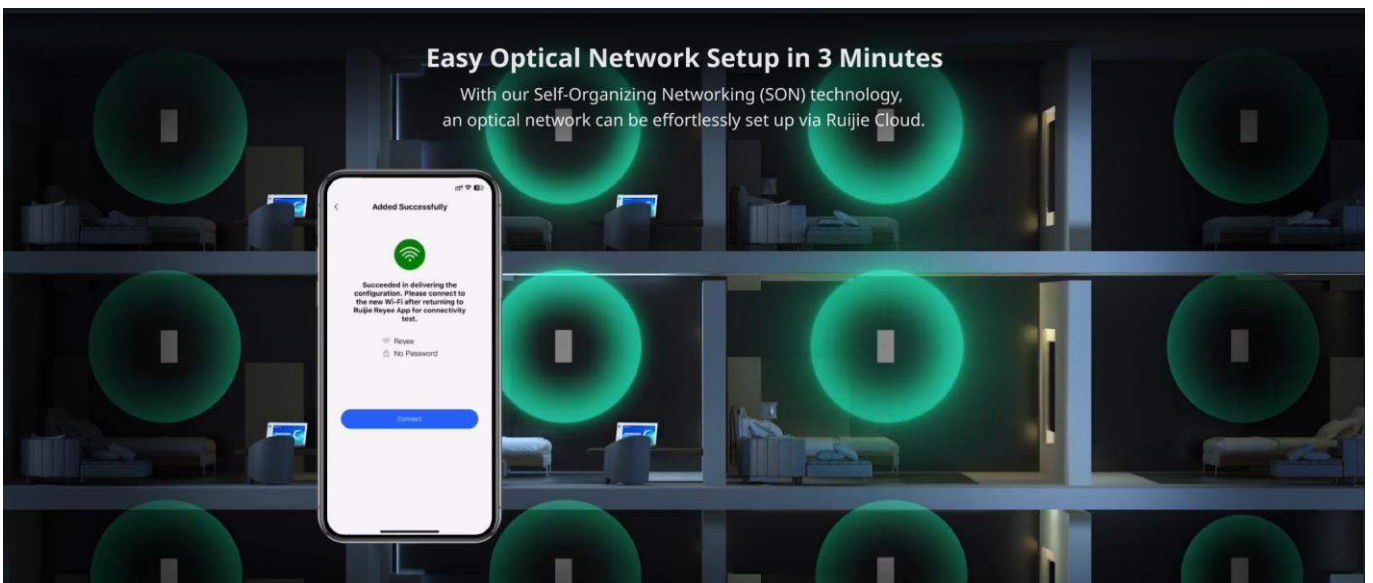 Easy Optical Network Setup in 3 Minutes
With our Self-Organizing Networking (SON) technology,
an optical network can be effortlessly set up via Ruijie Cloud.
Added Successfully
Succeeded in delivering the
configuration. Please connect to
the new Wi-Fi after returning to
Ruijie Reyee App for connectivity
test.
Reyee
No Password
Connect